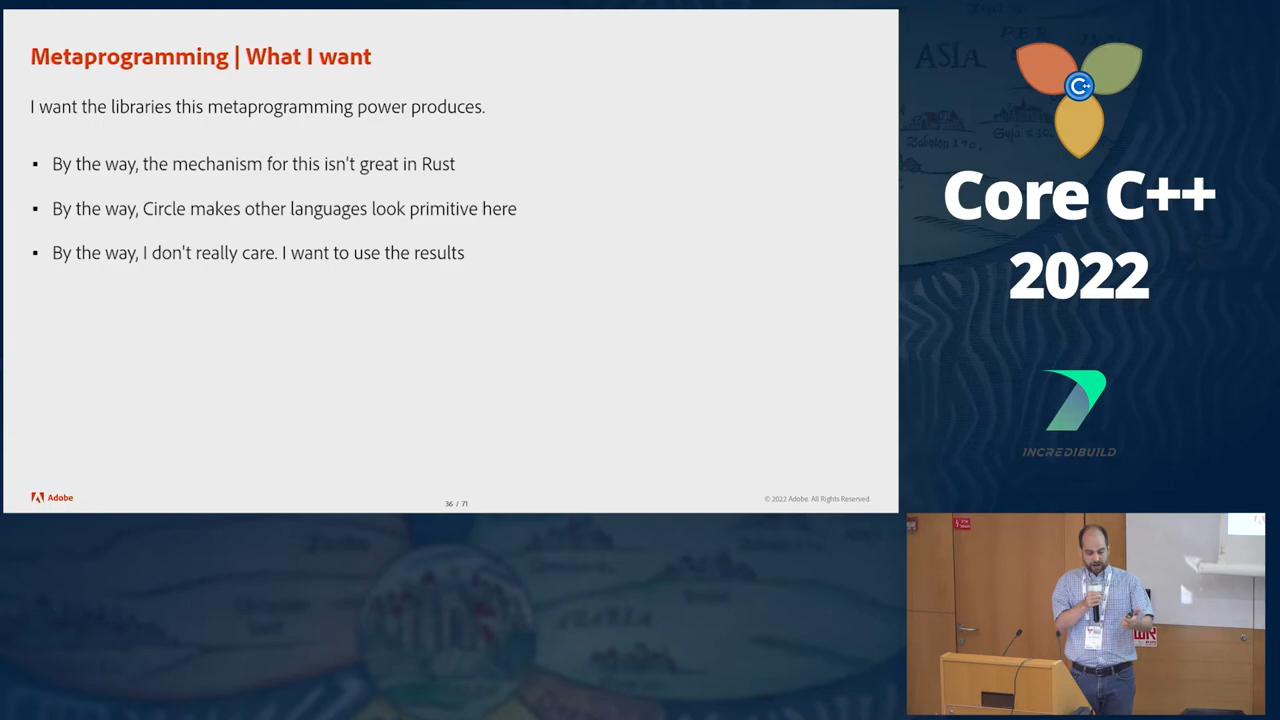 Metaprogramming | What I want
I want the libraries this metaprogramming power produces.
▪ By the way, the mechanism for this isn't great in Rust
▪ By the way, Circle makes other languages look primitive here
▪ By the way, I don't really care. I want to use the results
Adobe
36 / 71
© 2022 Adobe. All Rights Reserved.
ASIA
PER
C++
Core C++
2022
INCREDIBUILD